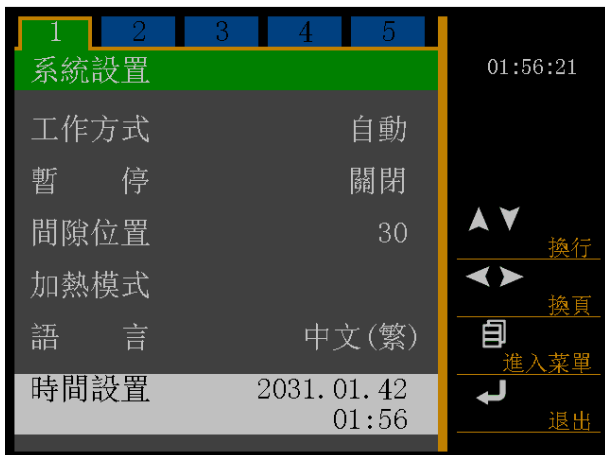 1 2 3 4 5
系統設置
01:56:21
工作方式 自動
暫 停 關閉
間隙位置 30
加熱模式
語 言 中文(繁)
時間設置 2031.01.42
01:56
換行
換頁
進入菜單
退出